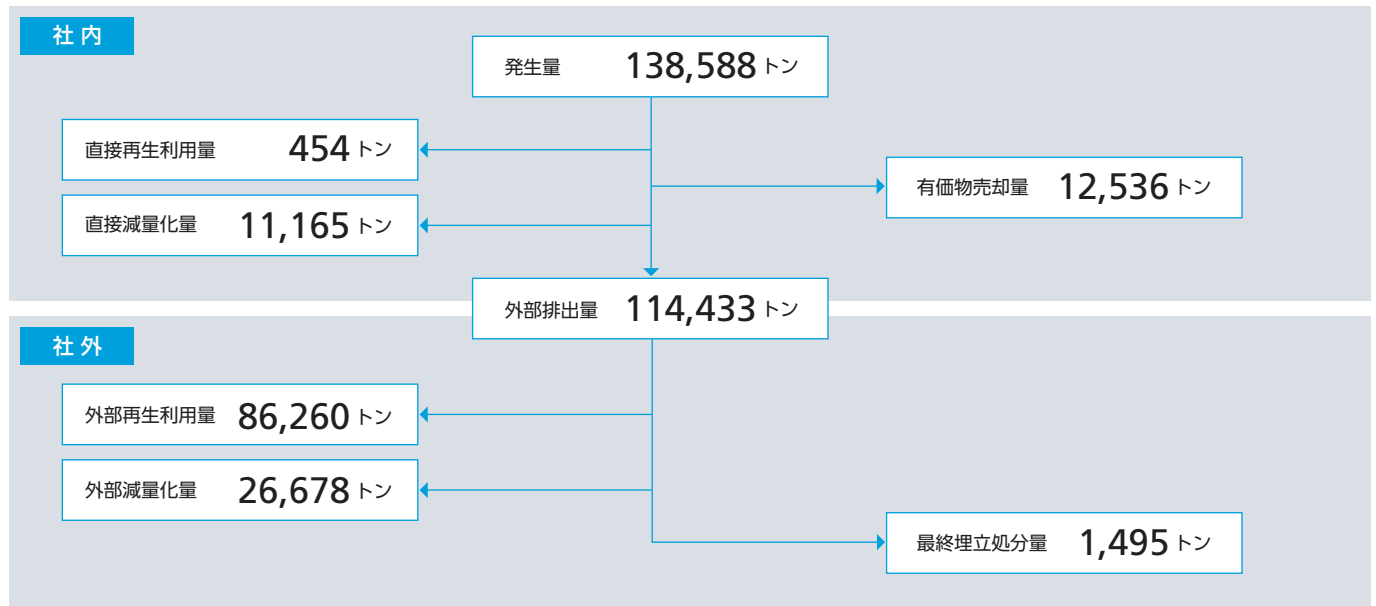 社内
発生量 138,588 トン
直接再生利用量 454 トン
有価物売却量 12,536 トン
直接減量化量 11,165 トン
外部排出量 114,433 トン
社外
外部再生利用量 86,260 トン
外部減量化量 26,678 トン
最終埋立処分量 1,495 トン